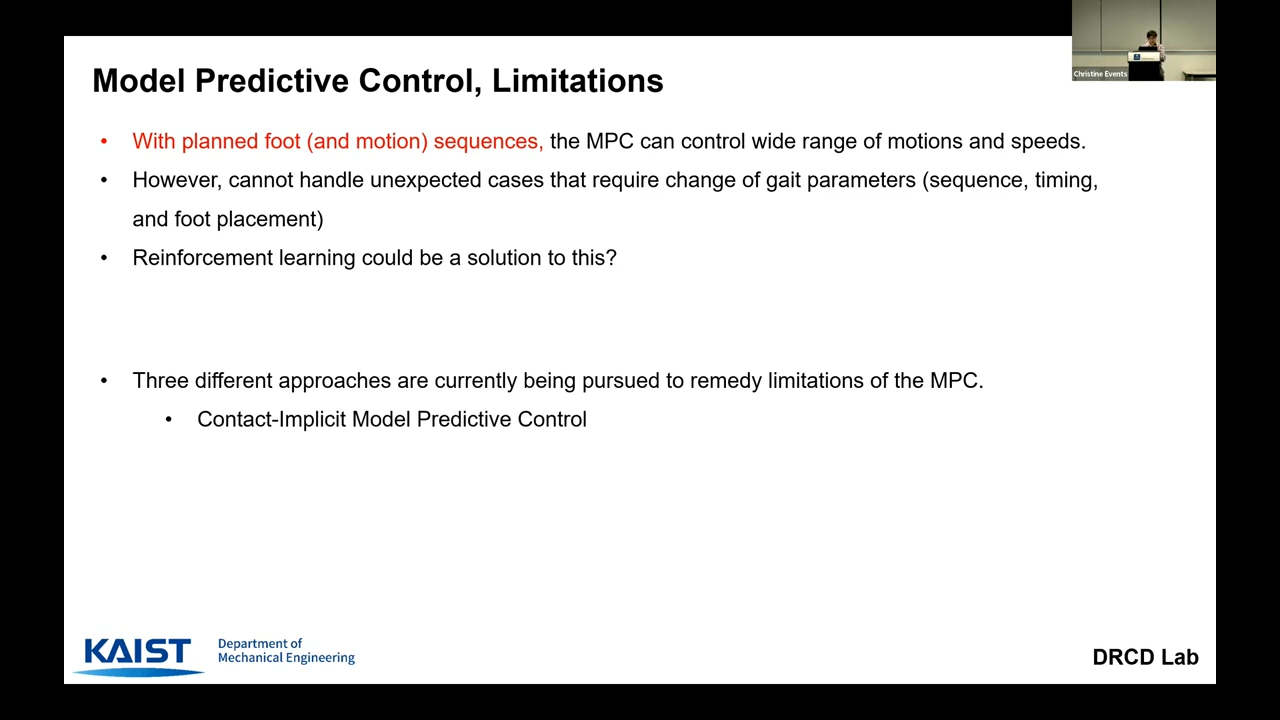 Model Predictive Control, Limitations
Christine Events
• With planned foot (and motion) sequences, the MPC can control wide range of motions and speeds.
• However, cannot handle unexpected cases that require change of gait parameters (sequence, timing,
and foot placement)
• Reinforcement learning could be a solution to this?
• Three different approaches are currently being pursued to remedy limitations of the MPC.
• Contact-Implicit Model Predictive Control
KAIST
Department of
Mechanical Engineering
DRCD Lab